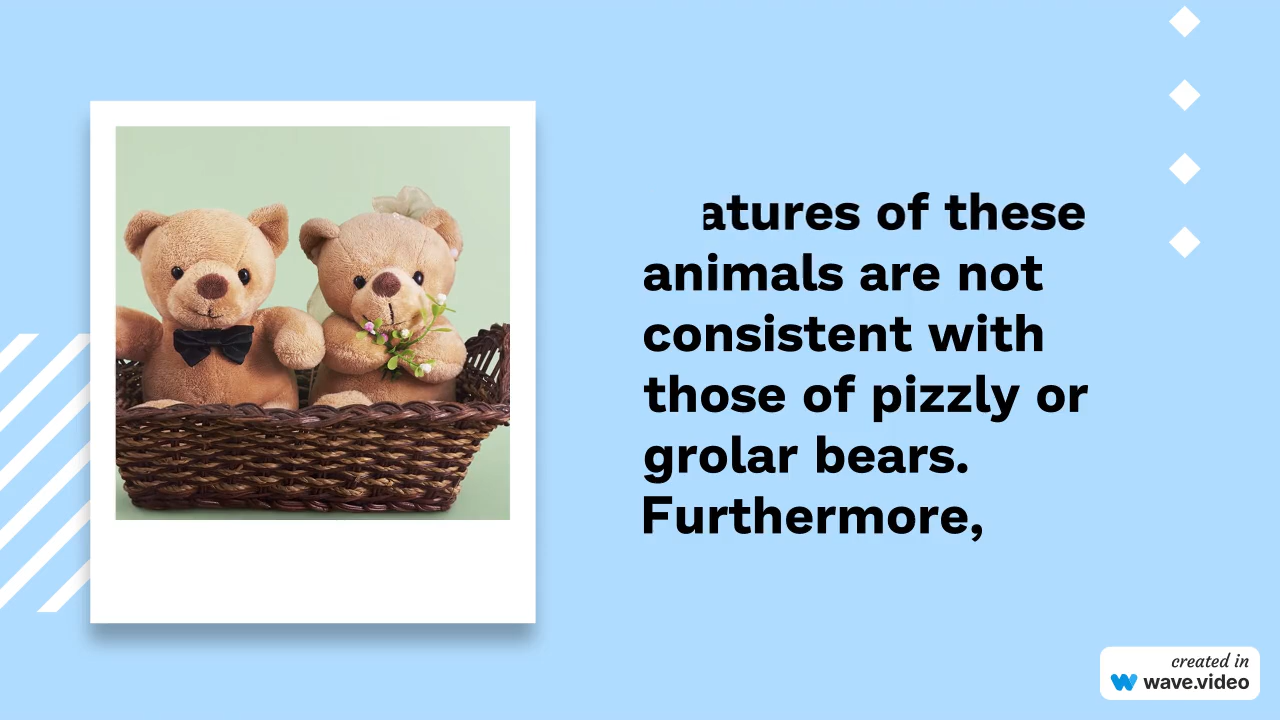 atures of these
animals are not
consistent with
those of pizzly or
grolar bears.
Furthermore,
created in
wave.video